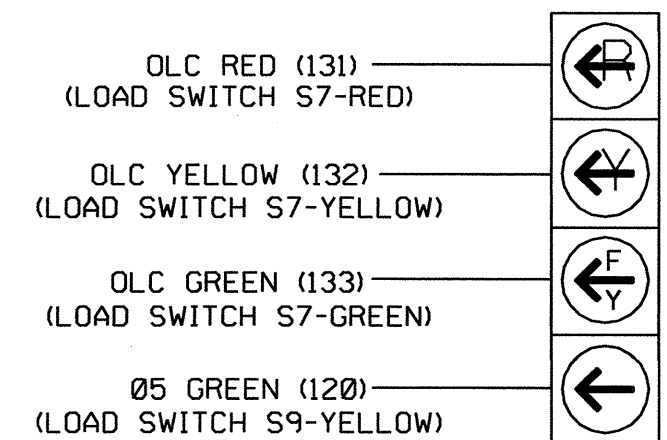 OLC RED (131)
(LOAD SWITCH S7-RED)
R
OLC YELLOW (132)
(LOAD SWITCH S7-YELLOW)
Y
OLC GREEN (133)
(LOAD SWITCH S7-GREEN)
F
Y
Ø5 GREEN (120)
(LOAD SWITCH S9-YELLOW)